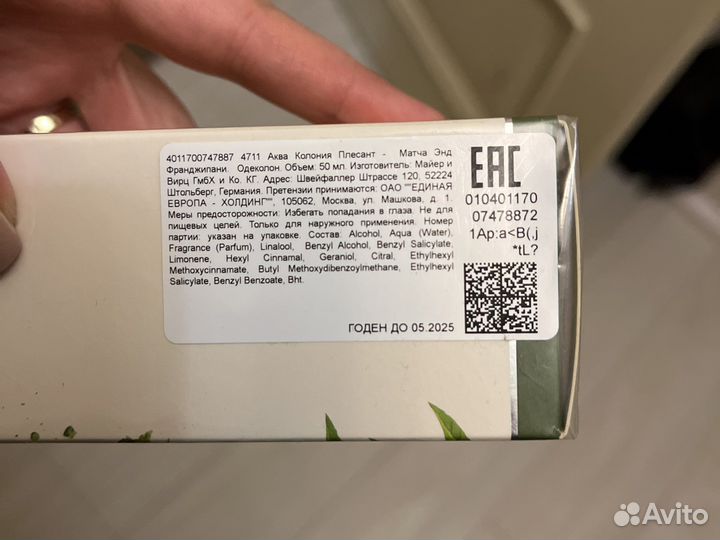 4011700747887 4711 Аква Колония Плесант - Матча Энд
Франджипани. Одеколон. Объем: 50 мл. Изготовитель: Майер и
Вирц ГмбХ и Ко. КГ. Адрес: Швейфаллер Штрассе 120, 52224
Штольберг, Германия. Претензии принимаются: ОАО ""ЕДИНАЯ
ЕВРОПА - ХОЛДИНГ"", 105062, Москва, ул. Машкова, д. 1.
Меры предосторожности: Избегать попадания в глаза. Не для
пищевых целей. Только для наружного применения. Номер
партии: указан на упаковке. Состав: Alcohol, Aqua (Water),
Fragrance (Parfum), Linalool, Benzyl Alcohol, Benzyl Salicylate,
Limonene, Hexyl Cinnamal, Geraniol, Citral, Ethylhexyl
Methoxycinnamate, Butyl Methoxydibenzoylmethane, Ethylhexyl
Salicylate, Benzyl Benzoate, Bht.
ГОДЕН ДО 05.2025
EAC
010401170
07478872
1Ap:a<B(,j
*tL?
Avito